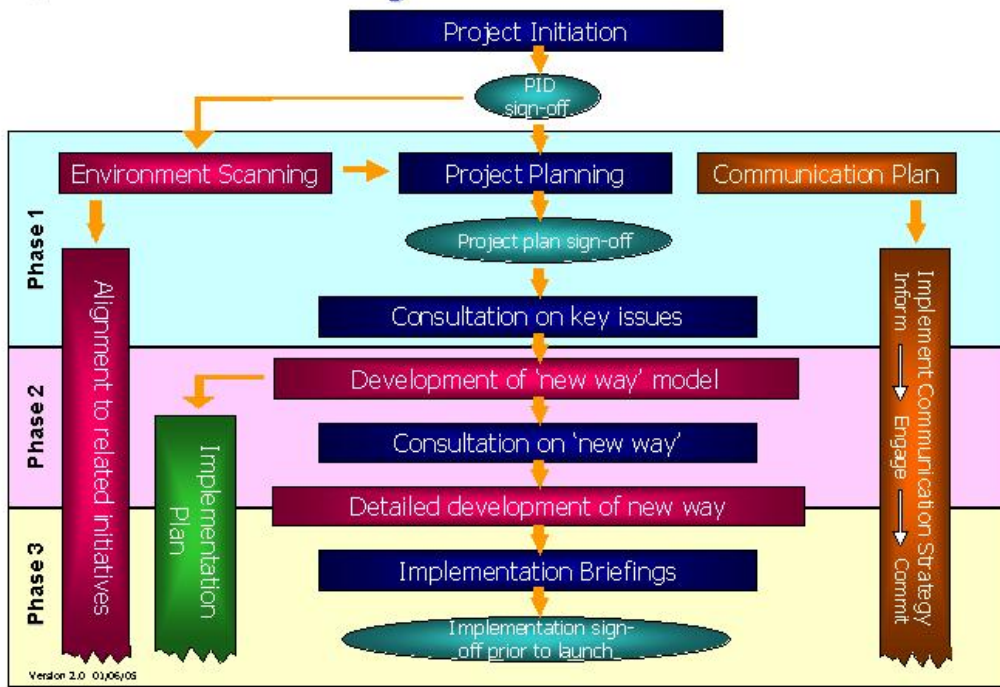 Project Initiation
PID
sign-off
Environment Scanning
Project Planning
Communication Plan
Project plan sign-off
Consultation on key issues
Phase 1
Alignment to related initiatives
Implement Communication Strategy
Inform
Engage
Commit
Development of 'new way' model
Consultation on 'new way'
Detailed development of new way
Phase 2
Implementation
Plan
Implementation Briefings
Implementation sign-
off prior to launch
Phase 3
Version 2.0 01/06/05